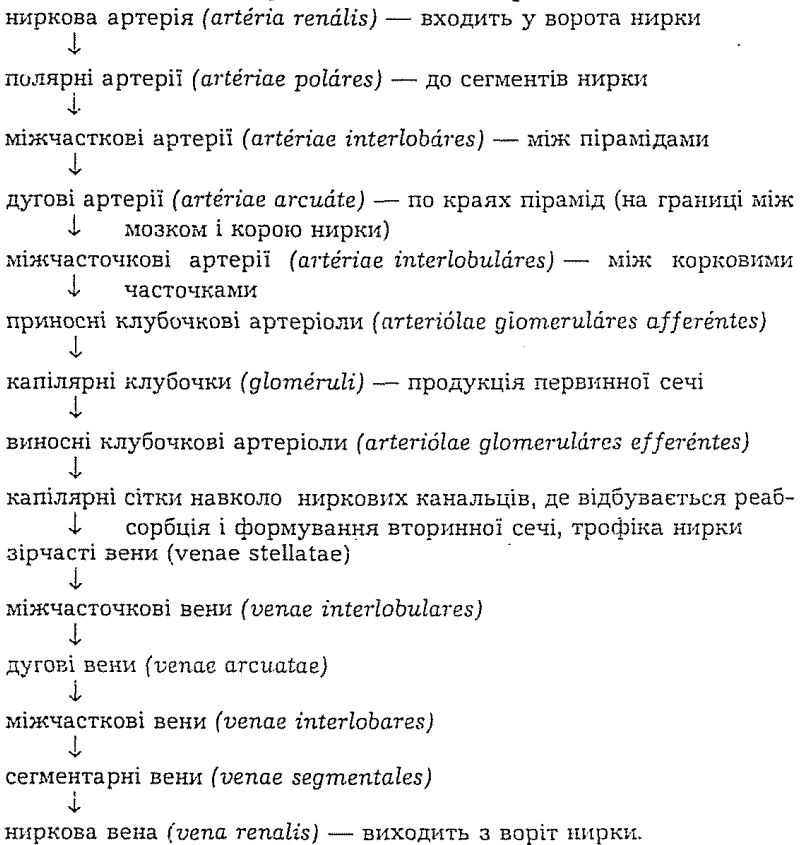 ниркова артерія (artéria renális) — входить у ворота нирки
↓
полярні артерії (artériae poláres) — до сегментів нирки
↓
міжчасткові артерії (artériae interlobáres) — між пірамідами
↓
дугові артерії (artériae arcuáte) — по краях пірамід (на границі між
↓ мозком і корою нирки)
міжчасточкові артерії (artériae interlobuláres) — між корковими
↓ часточками
приносні клубочкові артеріоли (arteriólae glomeruláres afferéntes)
↓
капілярні клубочки (gloméruli) — продукція первинної сечі
↓
виносні клубочкові артеріоли (arteriólae glomeruláres efferéntes)
↓
капілярні сітки навколо ниркових канальців, де відбувається реаб-
↓ сорбція і формування вторинної сечі, трофіка нирки
зірчасті вени (venae stellatae)
↓
міжчасточкові вени (venae interlobulares)
↓
дугові вени (venae arcuatae)
↓
міжчасткові вени (venae interlobares)
↓
сегментарні вени (venae segmentales)
↓
ниркова вена (vena renalis) — виходить з воріт нирки.